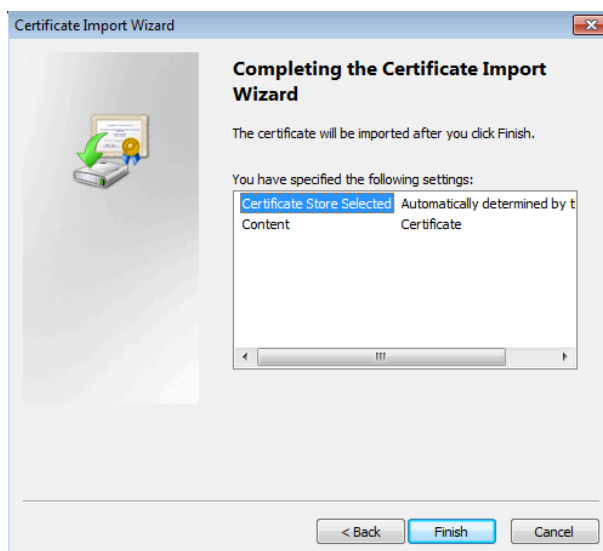 Certificate Import Wizard
Completing the Certificate Import
Wizard
The certificate will be imported after you click Finish.
You have specified the following settings:
Certificate Store Selected Automatically determined by t
Content Certificate
< Back Finish Cancel